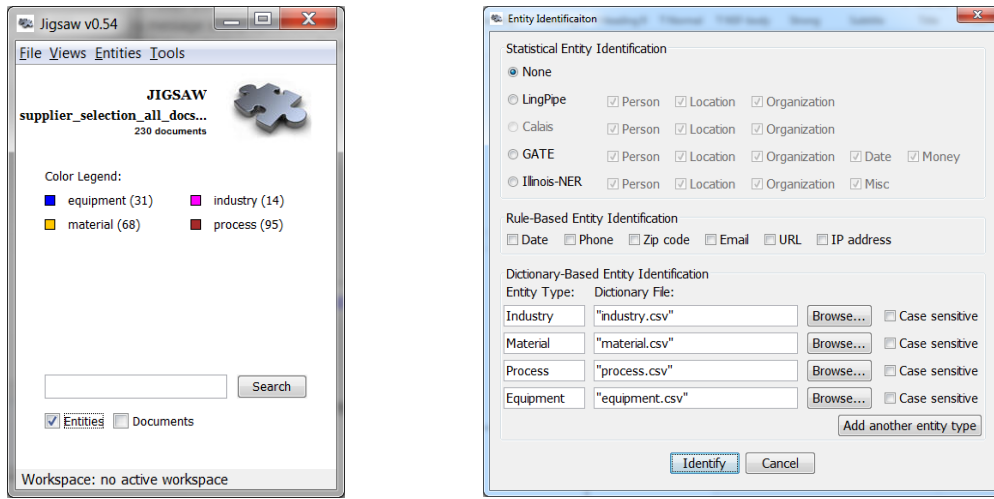 Jigsaw v0.54
File Views Entities Tools
JIGSAW
supplier_selection_all_docs...
230 documents
Color Legend:
equipment (31) industry (14)
material (68) process (95)
Search
Entities Documents
Workspace: no active workspace
Entity Identificaiton
Statistical Entity Identification
None
LingPipe Person Location Organization
Calais Person Location Organization
GATE Person Location Organization Date Money
Illinois-NER Person Location Organization Misc
Rule-Based Entity Identification
Date Phone Zip code Email URL IP address
Dictionary-Based Entity Identification
Entity Type: Dictionary File:
Industry "industry.csv" Browse... Case sensitive
Material "material.csv" Browse... Case sensitive
Process "process.csv" Browse... Case sensitive
Equipment "equipment.csv" Browse... Case sensitive
Add another entity type
Identify Cancel